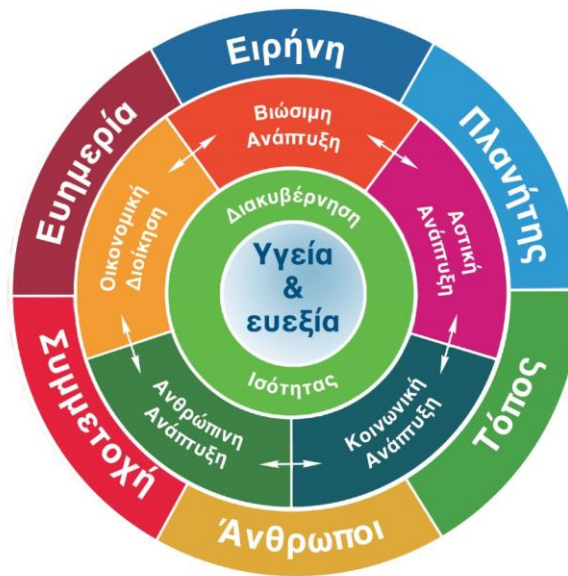 Ειρήνη
Πλανήτης
Τόπος
Άνθρωποι
Συμμετοχή
Ευημερία
Βιώσιμη
Ανάπτυξη
Αστική
Ανάπτυξη
Κοινωνική
Ανάπτυξη
Ανθρώπινη
Ανάπτυξη
Οικονομική
Διοίκηση
Διακυβέρνηση
Ισότητας
Υγεία
&
ευεξία